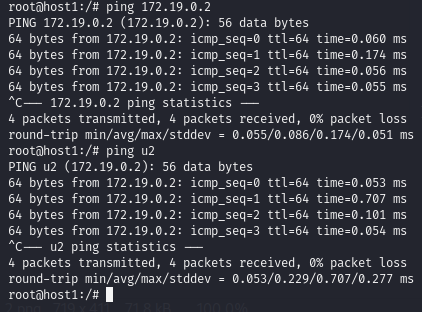 root@host1:/# ping 172.19.0.2
PING 172.19.0.2 (172.19.0.2): 56 data bytes
64 bytes from 172.19.0.2: icmp_seq=0 ttl=64 time=0.060 ms
64 bytes from 172.19.0.2: icmp_seq=1 ttl=64 time=0.174 ms
64 bytes from 172.19.0.2: icmp_seq=2 ttl=64 time=0.056 ms
64 bytes from 172.19.0.2: icmp_seq=3 ttl=64 time=0.055 ms
^C--- 172.19.0.2 ping statistics ---
4 packets transmitted, 4 packets received, 0% packet loss
round-trip min/avg/max/stddev = 0.055/0.086/0.174/0.051 ms
root@host1:/# ping u2
PING u2 (172.19.0.2): 56 data bytes
64 bytes from 172.19.0.2: icmp_seq=0 ttl=64 time=0.053 ms
64 bytes from 172.19.0.2: icmp_seq=1 ttl=64 time=0.707 ms
64 bytes from 172.19.0.2: icmp_seq=2 ttl=64 time=0.101 ms
64 bytes from 172.19.0.2: icmp_seq=3 ttl=64 time=0.054 ms
^C--- u2 ping statistics ---
4 packets transmitted, 4 packets received, 0% packet loss
round-trip min/avg/max/stddev = 0.053/0.229/0.707/0.277 ms
root@host1:/#